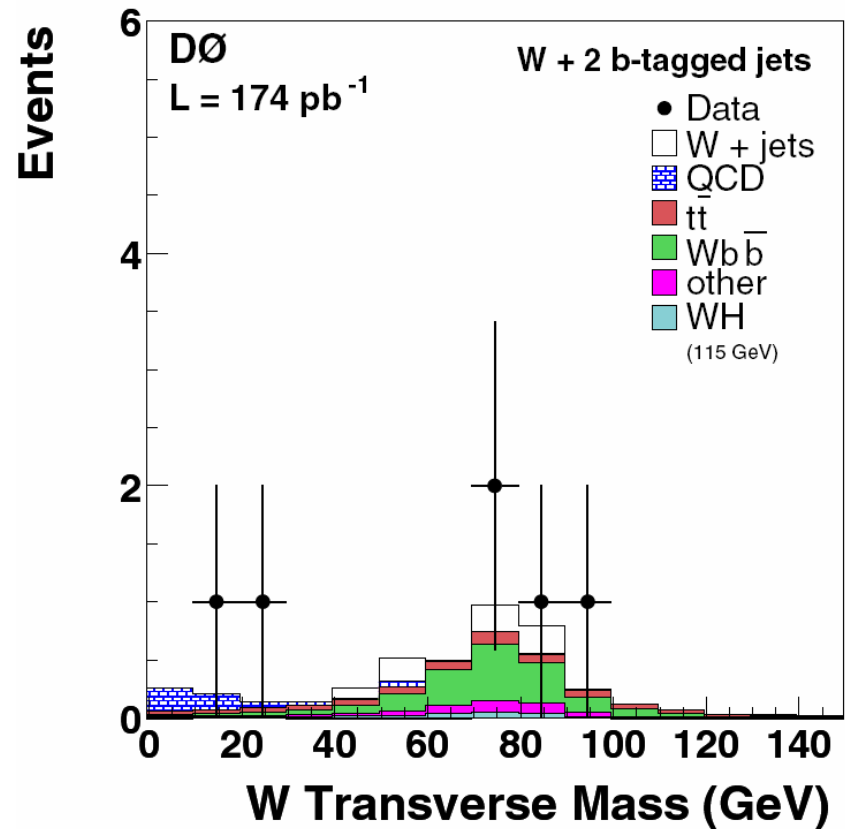 Events
6
4
2
0
DØ
L = 174 pb⁻¹
W + 2 b-tagged jets
Data
W + jets
QCD
tt̄
Wbb̄
other
WH
(115 GeV)
0 20 40 60 80 100 120 140
W Transverse Mass (GeV)